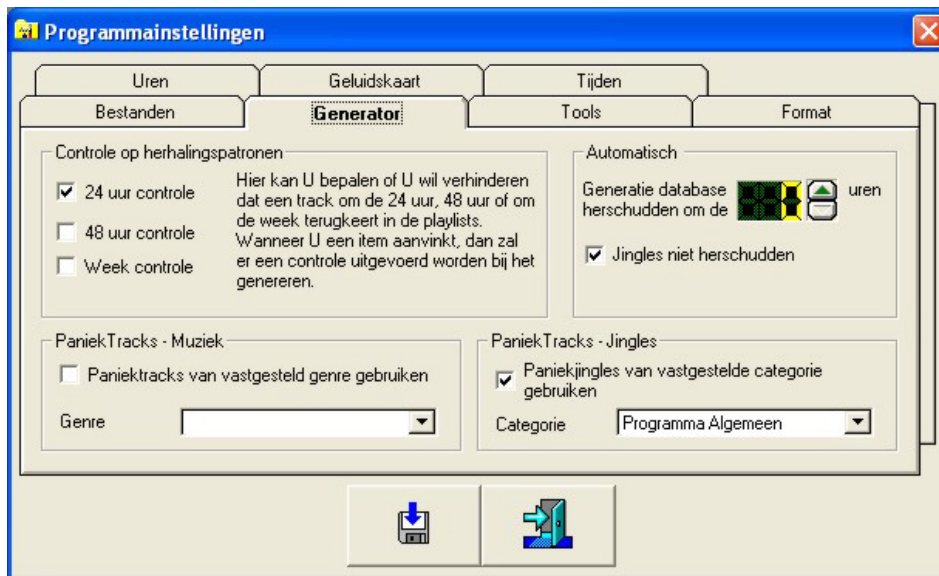 Programmainstellingen
Uren
Geluidskaart
Tijden
Bestanden
Generator
Tools
Format
Controle op herhalingspatronen
24 uur controle
48 uur controle
Week controle
Hier kan U bepalen of U wil verhinderen
dat een track om de 24 uur, 48 uur of om
de week terugkeert in de playlists.
Wanneer U een item aanvinkt, dan zal
er een controle uitgevoerd worden bij het
genereren.
Automatisch
Generatie database
herschudden om de
uren
Jingles niet herschudden
PaniekTracks - Muziek
Paniektracks van vastgesteld genre gebruiken
Genre
PaniekTracks - Jingles
Paniekjingles van vastgestelde categorie
gebruiken
Categorie
Programma Algemeen